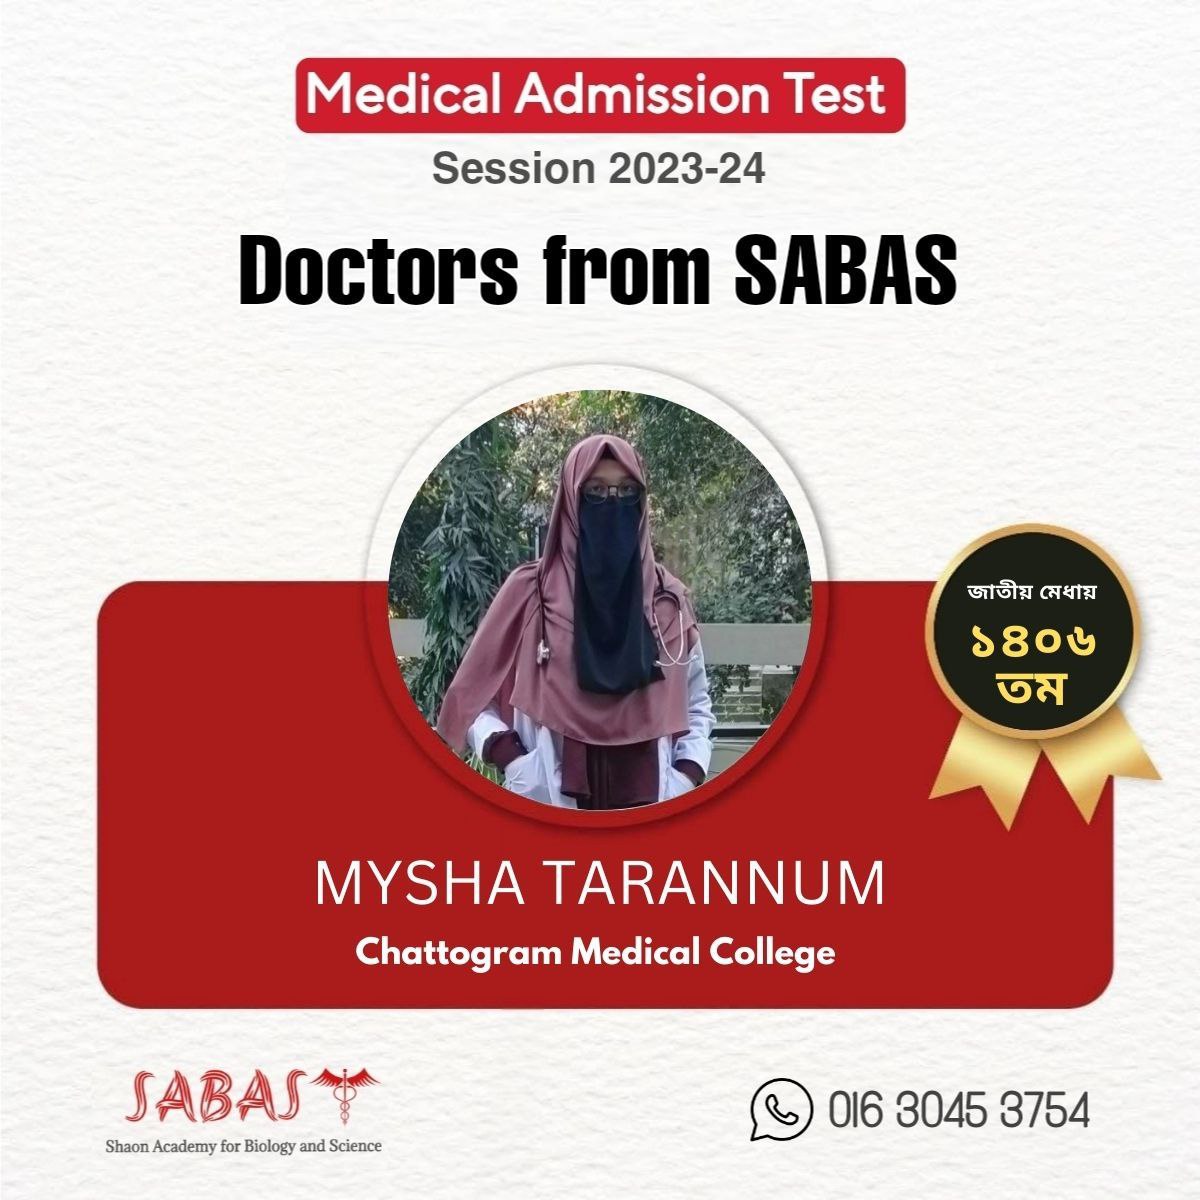 Medical Admission Test
Session 2023-24
Doctors from SABAS
জাতীয় মেধায়
১৪০৬
তম
MYSHA TARANNUM
Chattogram Medical College
SABAS
Shaon Academy for Biology and Science
016 3045 3754